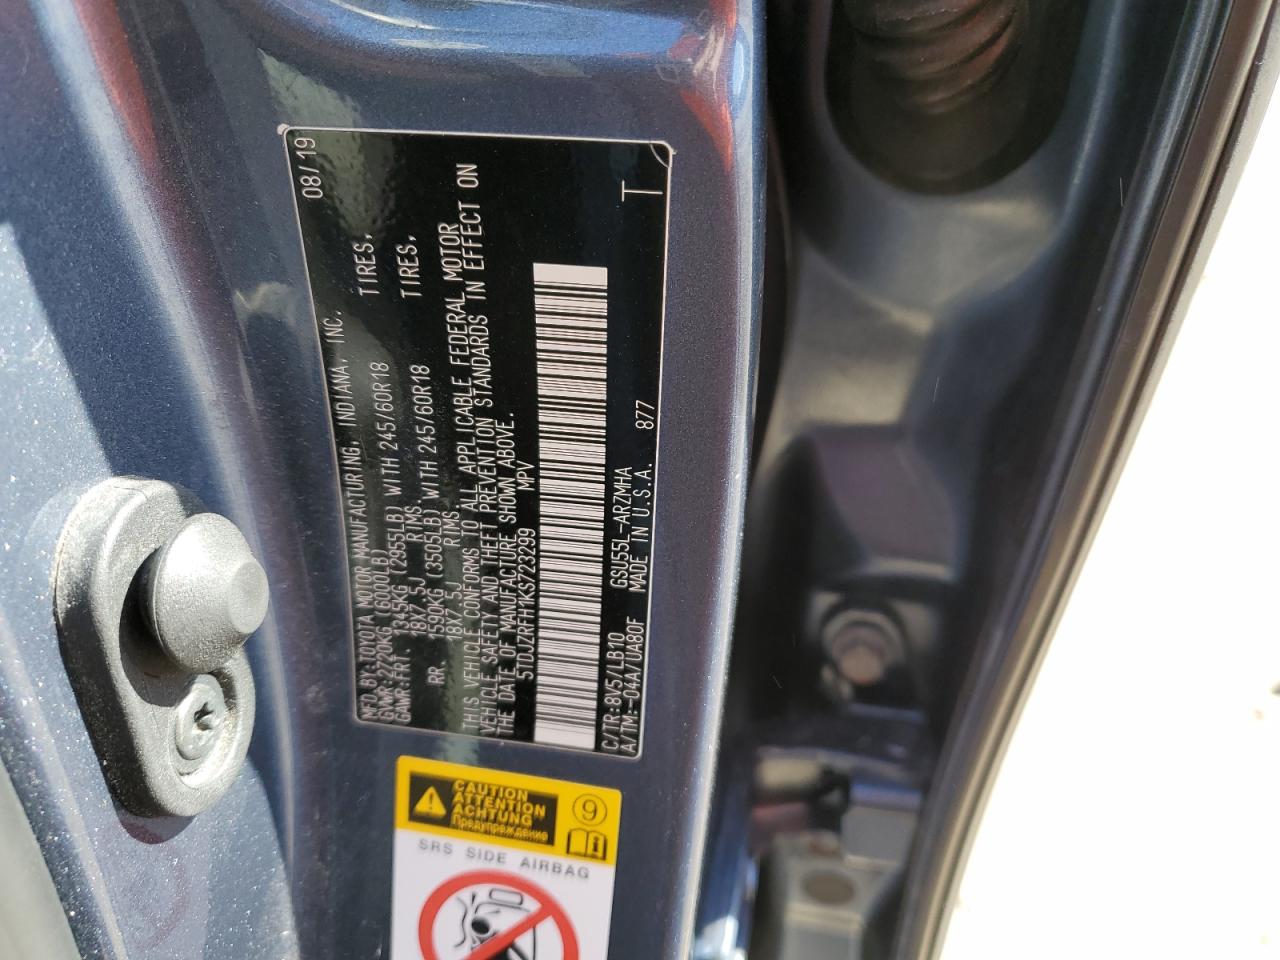 MFD.BY:TOYOTA MOTOR MANUFACTURING, INDIANA, INC. 08/19
GVWR:2720KG(6000LB)
GAWR:FRT. 1345KG (2955LB) WITH 245/60R18 TIRES,
18X7.5J RIMS.
RR. 1590KG (3505LB) WITH 245/60R18 TIRES,
18X7.5J RIMS.
THIS VEHICLE CONFORMS TO ALL APPLICABLE FEDERAL MOTOR
VEHICLE SAFETY AND THEFT PREVENTION STANDARDS IN EFFECT ON
THE DATE OF MANUFACTURE SHOWN ABOVE.
5TDJZRFH1KS723299 MPV
C/TR:8V5/LB10 GSU55L-ARZMHA
A/TM:-04A/UA80F MADE IN U.S.A. 877 T
CAUTION
ATTENTION
ACHTUNG
Предупреждение
9
SRS SIDE AIRBAG